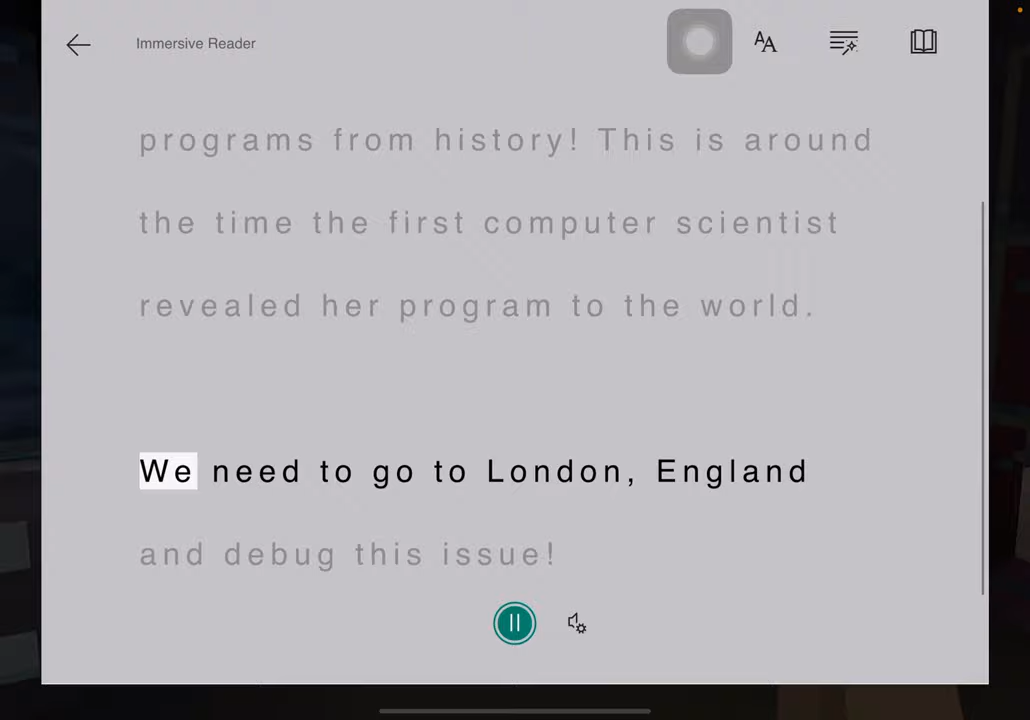 Immersive Reader
AA
programs from history! This is around
the time the first computer scientist
revealed her program to the world.
We need to go to London, England
and debug this issue!